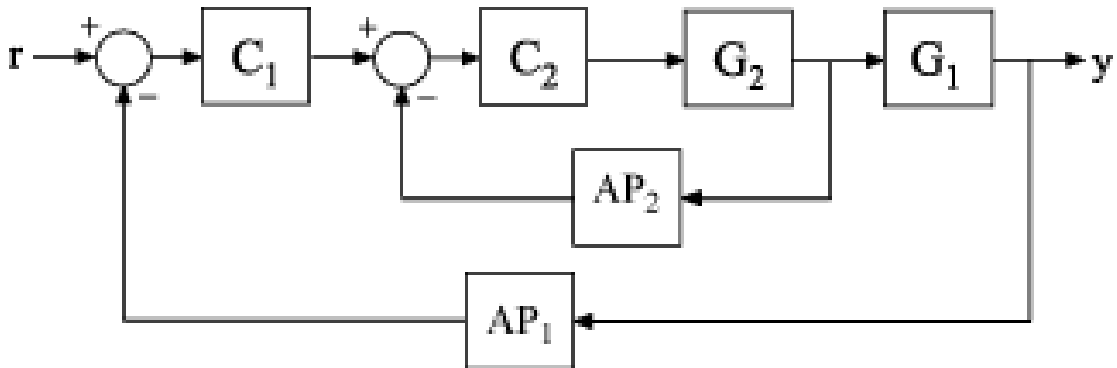 r + − C₁ + − C₂ G₂ G₁ y
AP₂
AP₁